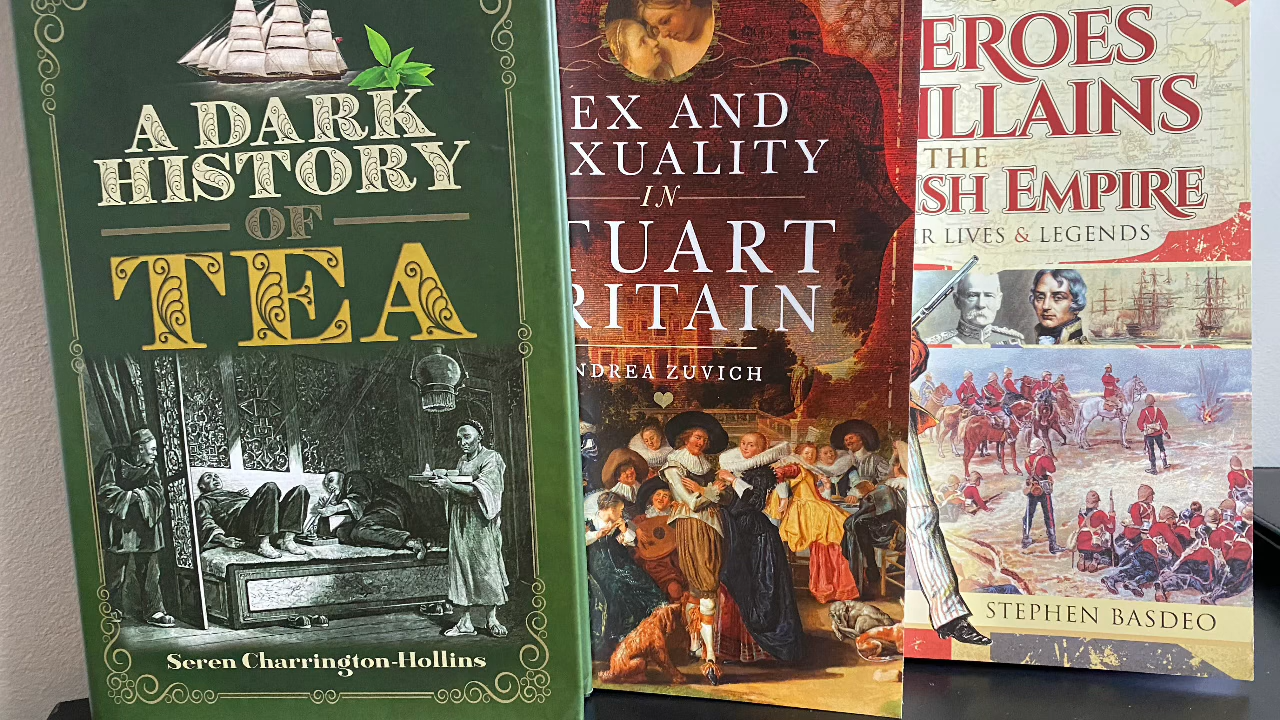 A DARK
HISTORY
OF
TEA
Seren Charrington-Hollins
EX AND
XUALITY
IN
TUART
RITAIN
NDREA ZUVICH
EROES
ILLAINS
THE
SH EMPIRE
R LIVES & LEGENDS
STEPHEN BASDEO